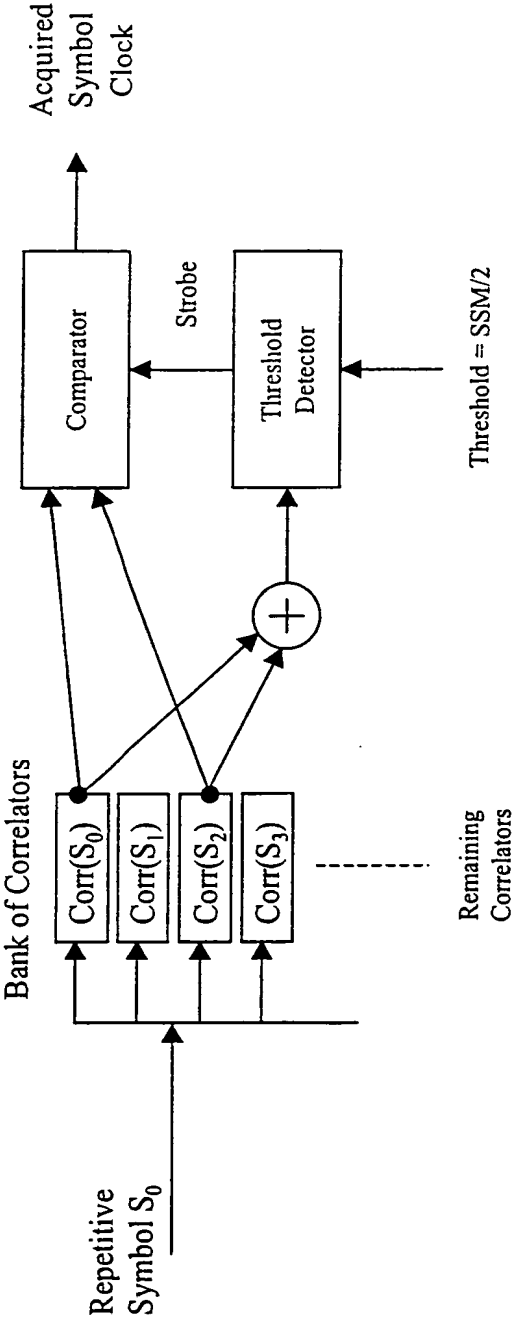 Repetitive
Symbol S₀
Bank of Correlators
Corr(S₀)
Corr(S₁)
Corr(S₂)
Corr(S₃)
Remaining
Correlators
+
Comparator
Strobe
Threshold
Detector
Threshold = SSM/2
Acquired
Symbol
Clock